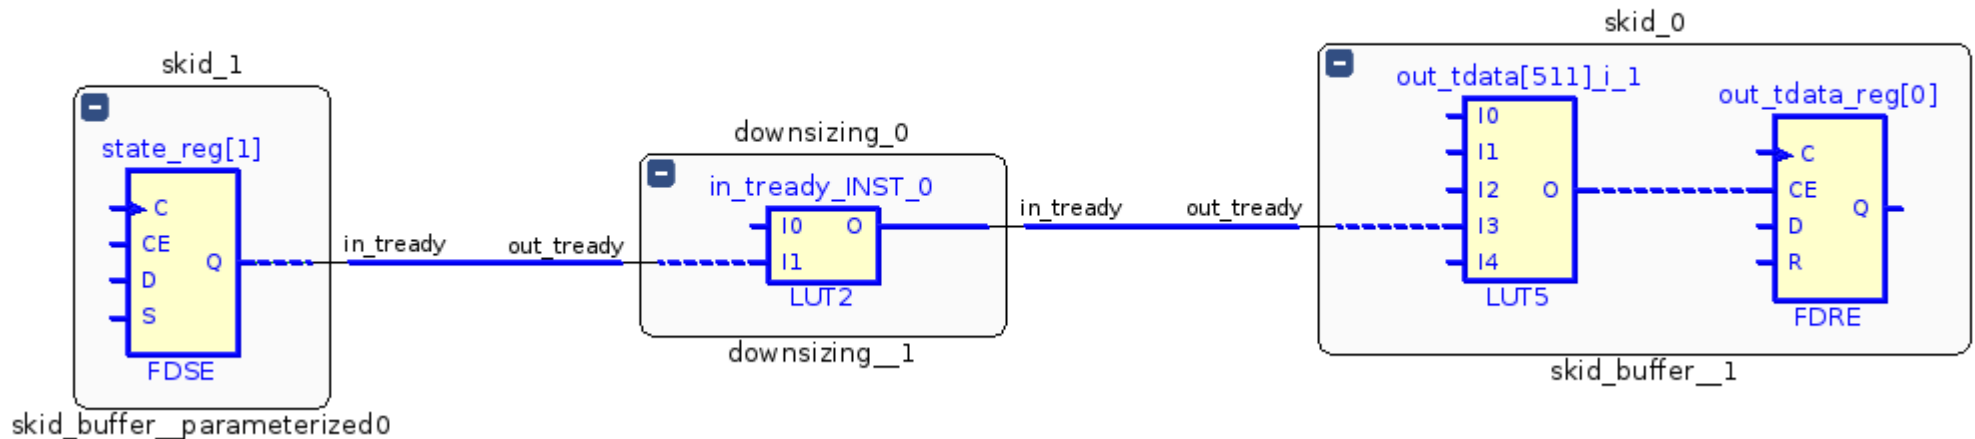 skid_1
state_reg[1]
C
CE
D
S
Q
FDSE
skid_buffer__parameterized0
in_tready
out_tready
downsizing_0
in_tready_INST_0
I0
O
I1
LUT2
downsizing__1
in_tready
out_tready
skid_0
out_tdata[511]_i_1
I0
I1
I2
O
I3
I4
LUT5
out_tdata_reg[0]
C
CE
Q
D
R
FDRE
skid_buffer__1